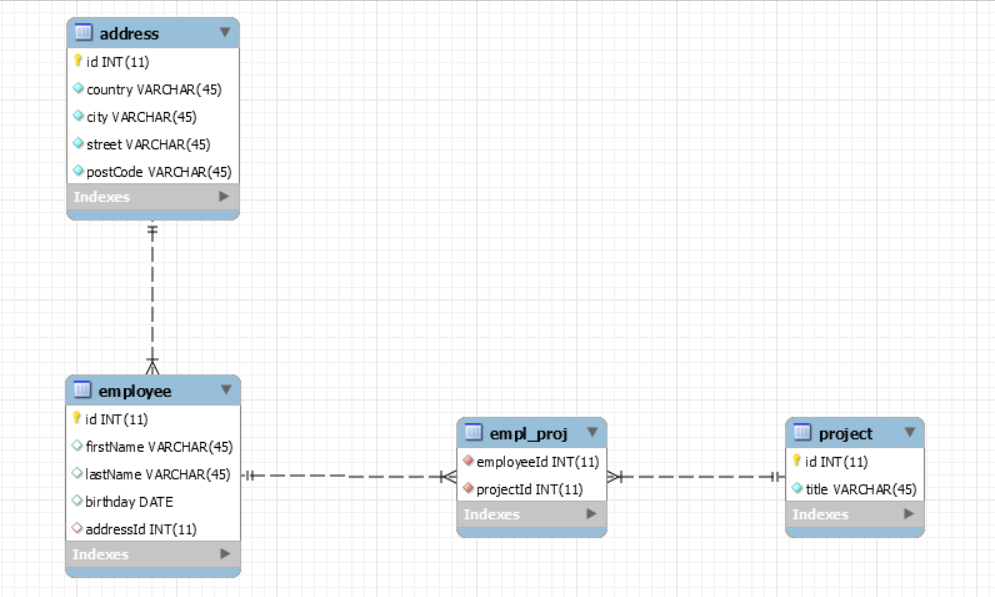 address
id INT(11)
country VARCHAR(45)
city VARCHAR(45)
street VARCHAR(45)
postCode VARCHAR(45)
Indexes
employee
id INT(11)
firstName VARCHAR(45)
lastName VARCHAR(45)
birthday DATE
addressId INT(11)
Indexes
empl_proj
employeeId INT(11)
projectId INT(11)
Indexes
project
id INT(11)
title VARCHAR(45)
Indexes